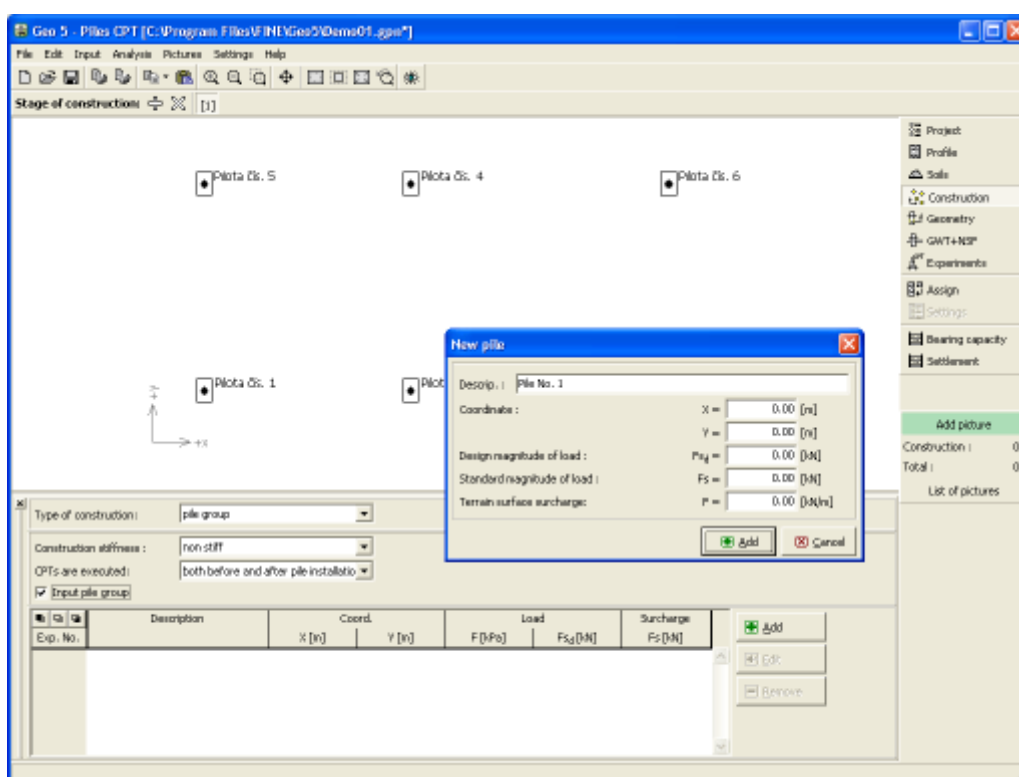 Geo 5 - Piles CPT [C:\Program Files\FINE\Geo5\Demo01.gpn*]
File Edit Input Analysis Pictures Settings Help
Stage of construction: [1]
Pilota čís. 5
Pilota čís. 4
Pilota čís. 6
Pilota čís. 1
Pilot
+Z
+X
Project
Profile
Soils
Construction
Geometry
GWT+NSF
Experiments
Assign
Settings
Bearing capacity
Settlement
Add picture
Construction : 0
Total : 0
List of pictures
New pile
Descrip. : Pile No. 1
Coordinate : X = 0.00 [m]
Y = 0.00 [m]
Design magnitude of load : Fsd = 0.00 [kN]
Standard magnitude of load : Fs = 0.00 [kN]
Terrain surface surcharge: F = 0.00 [kN/m]
Add Cancel
Type of construction: pile group
Construction stiffness : non stiff
CPTs are executed: both before and after pile installatio
Input pile group
Description Coord. Load Surcharge
Exp. No. X [m] Y [m] F [kPa] Fsd [kN] Fs [kN]
Add
Edit
Remove